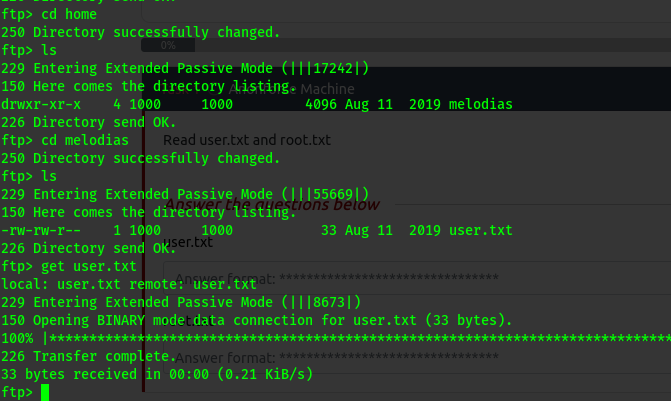 ftp> cd home
250 Directory successfully changed.
ftp> ls
0%
229 Entering Extended Passive Mode (|||17242|)
150 Here comes the directory listing.
Machine
drwxr-xr-x    4 1000     1000         4096 Aug 11  2019 melodias
226 Directory send OK.
ftp> cd melodias
Read user.txt and root.txt
250 Directory successfully changed.
ftp> ls
229 Entering Extended Passive Mode (|||55669|)
150 Here comes the directory listing.
Answer the questions below
-rw-rw-r--    1 1000     1000           33 Aug 11  2019 user.txt
user.txt
226 Directory send OK.
ftp> get user.txt
Answer format: ********************************
local: user.txt remote: user.txt
229 Entering Extended Passive Mode (|||8673|)
150 Opening BINARY mode data connection for user.txt (33 bytes).
100% |***************************************************************************
226 Transfer complete.
Answer format: ********************************
33 bytes received in 00:00 (0.21 KiB/s)
ftp>